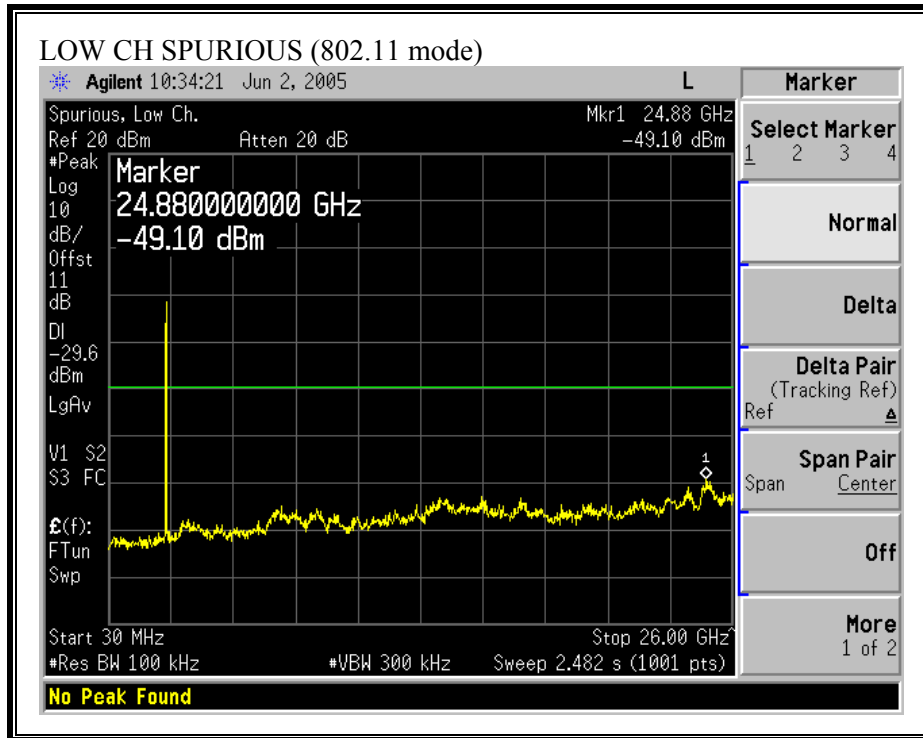 LOW CH SPURIOUS (802.11 mode)
Agilent 10:34:21 Jun 2, 2005 L
Spurious, Low Ch.
Mkr1 24.88 GHz
Ref 20 dBm Atten 20 dB -49.10 dBm
#Peak
Log
10
dB/
Offst
11
dB
DI
-29.6
dBm
LgAv
V1 S2
S3 FC
£(f):
FTun
Swp
Marker
24.880000000 GHz
-49.10 dBm
1
Start 30 MHz Stop 26.00 GHz^
#Res BW 100 kHz #VBW 300 kHz Sweep 2.482 s (1001 pts)
No Peak Found
Marker
Select Marker
1 2 3 4
Normal
Delta
Delta Pair
(Tracking Ref)
Ref Δ
Span Pair
Span Center
Off
More
1 of 2